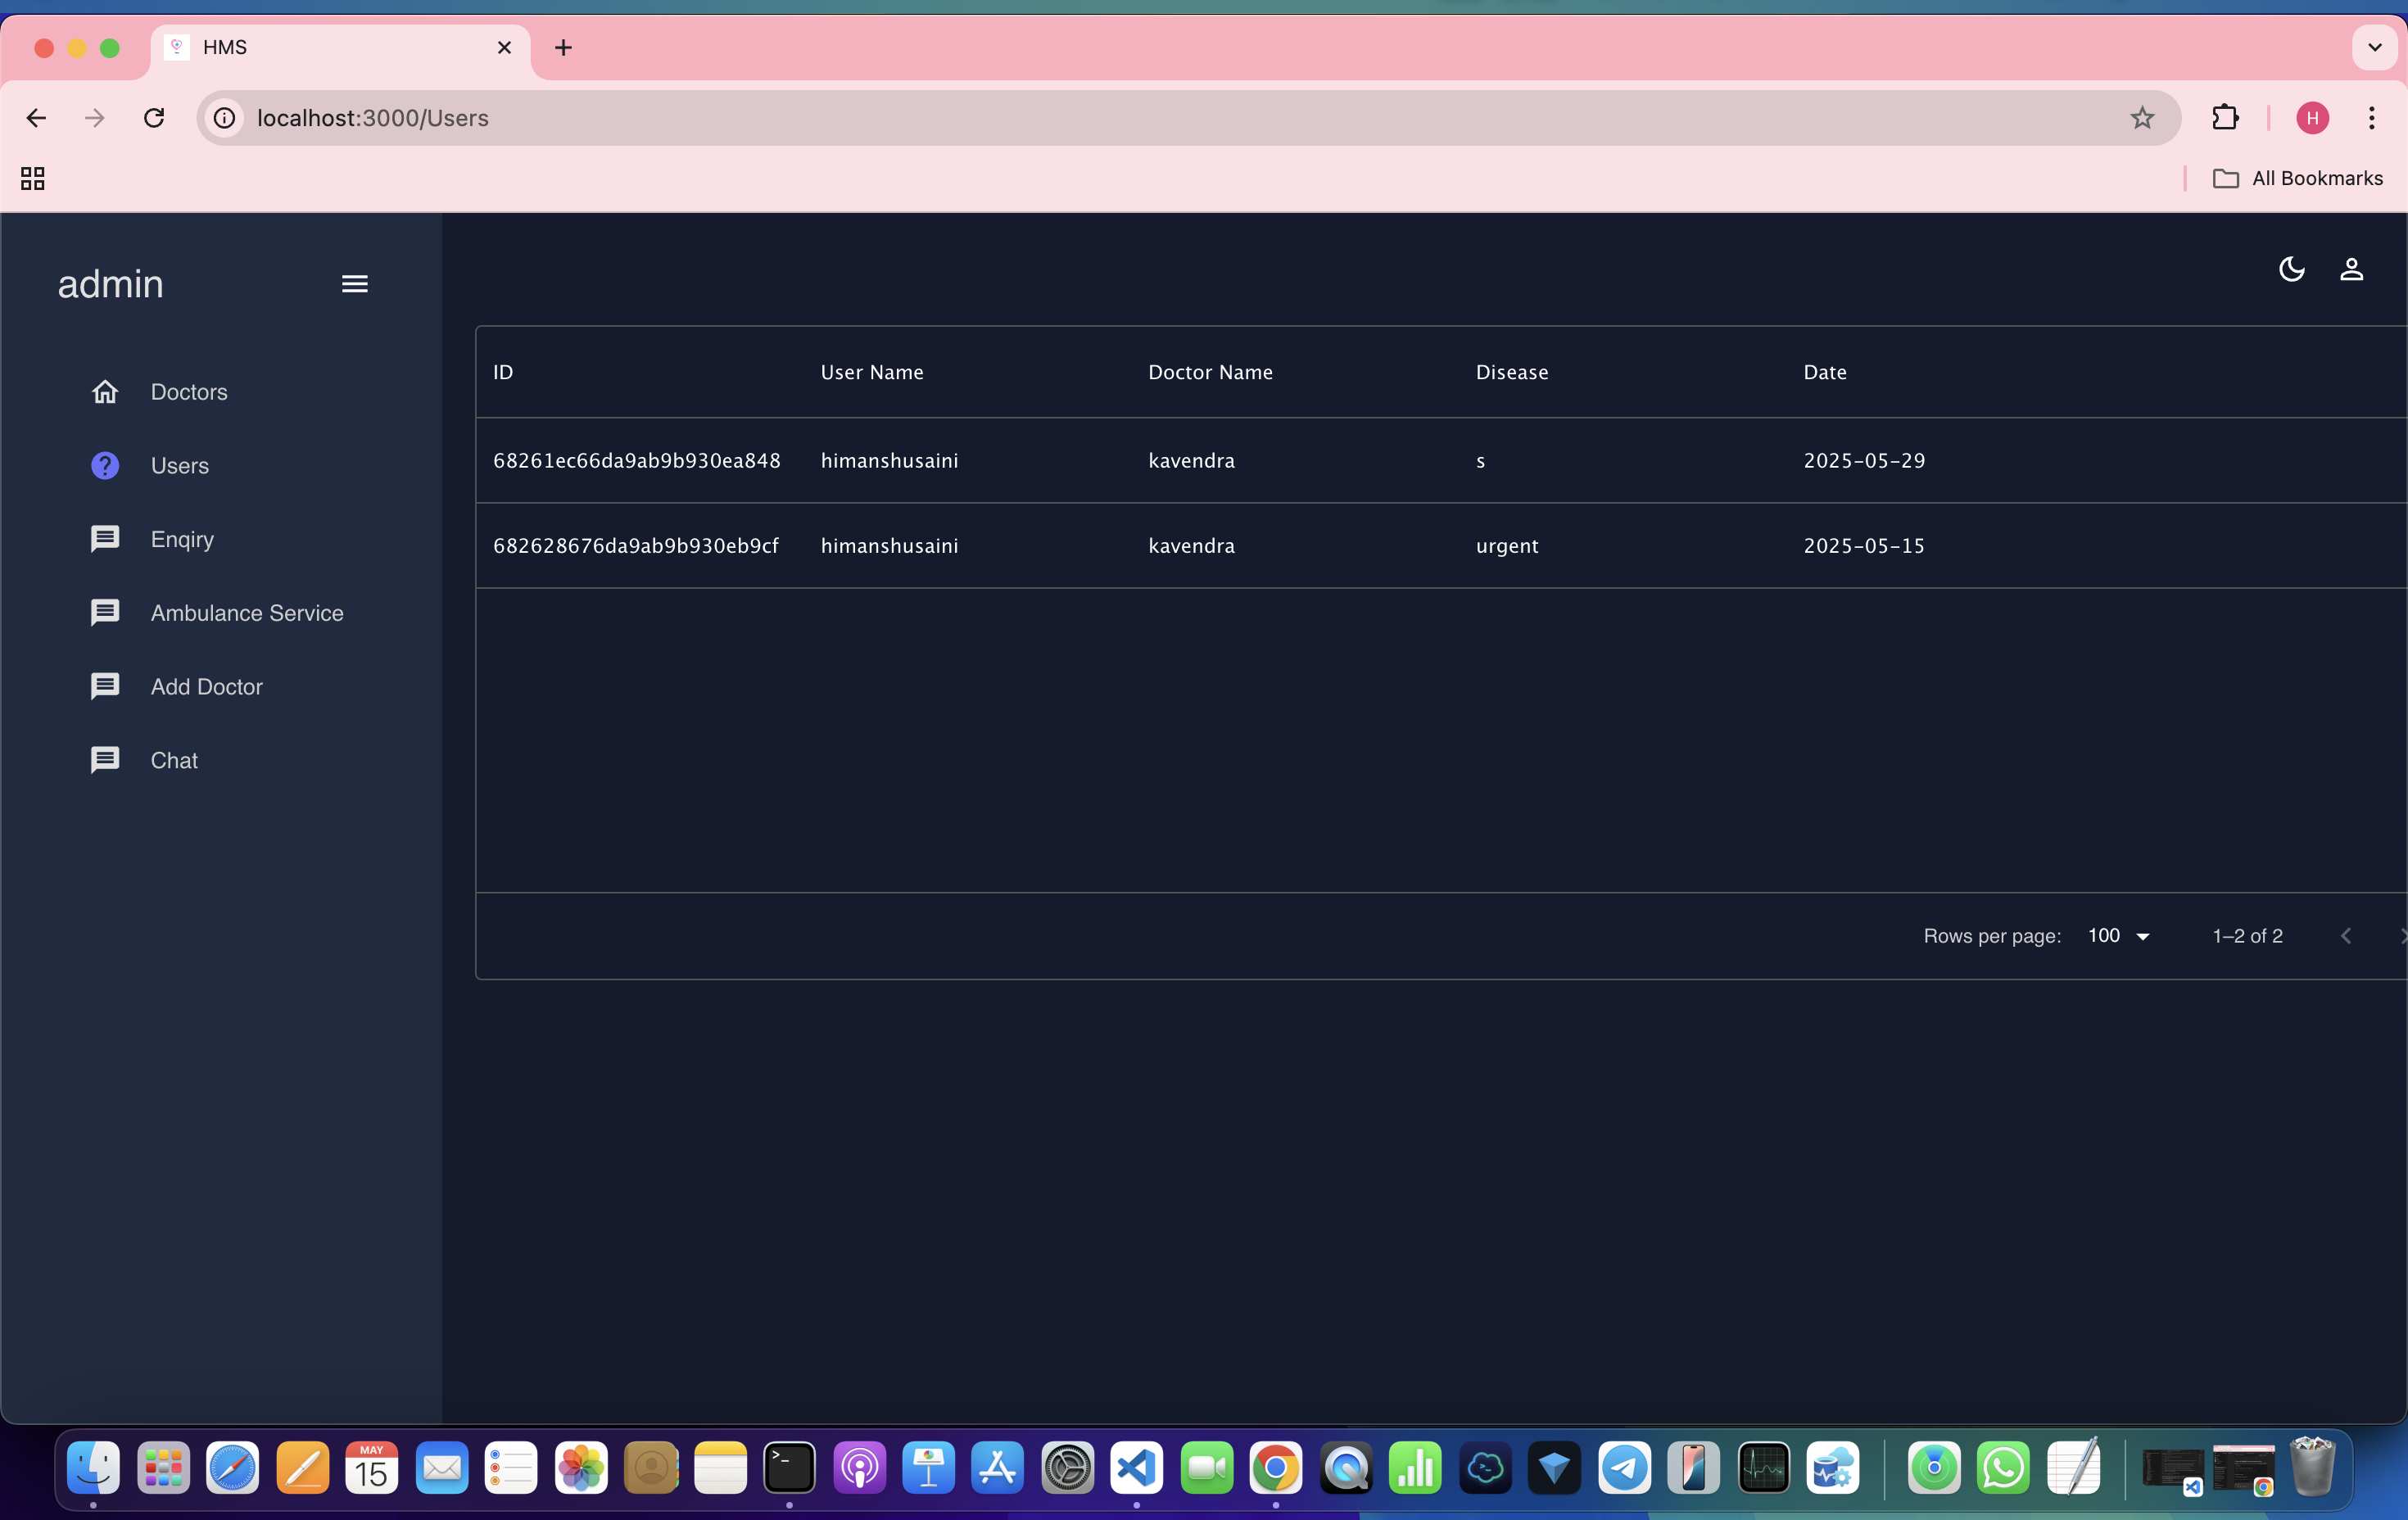 HMS
localhost:3000/Users
H
All Bookmarks
admin
Doctors
Users
Enqiry
Ambulance Service
Add Doctor
Chat
ID User Name Doctor Name Disease Date
68261ec66da9ab9b930ea848 himanshusaini kavendra s 2025-05-29
682628676da9ab9b930eb9cf himanshusaini kavendra urgent 2025-05-15
Rows per page: 100 1–2 of 2
MAY
15